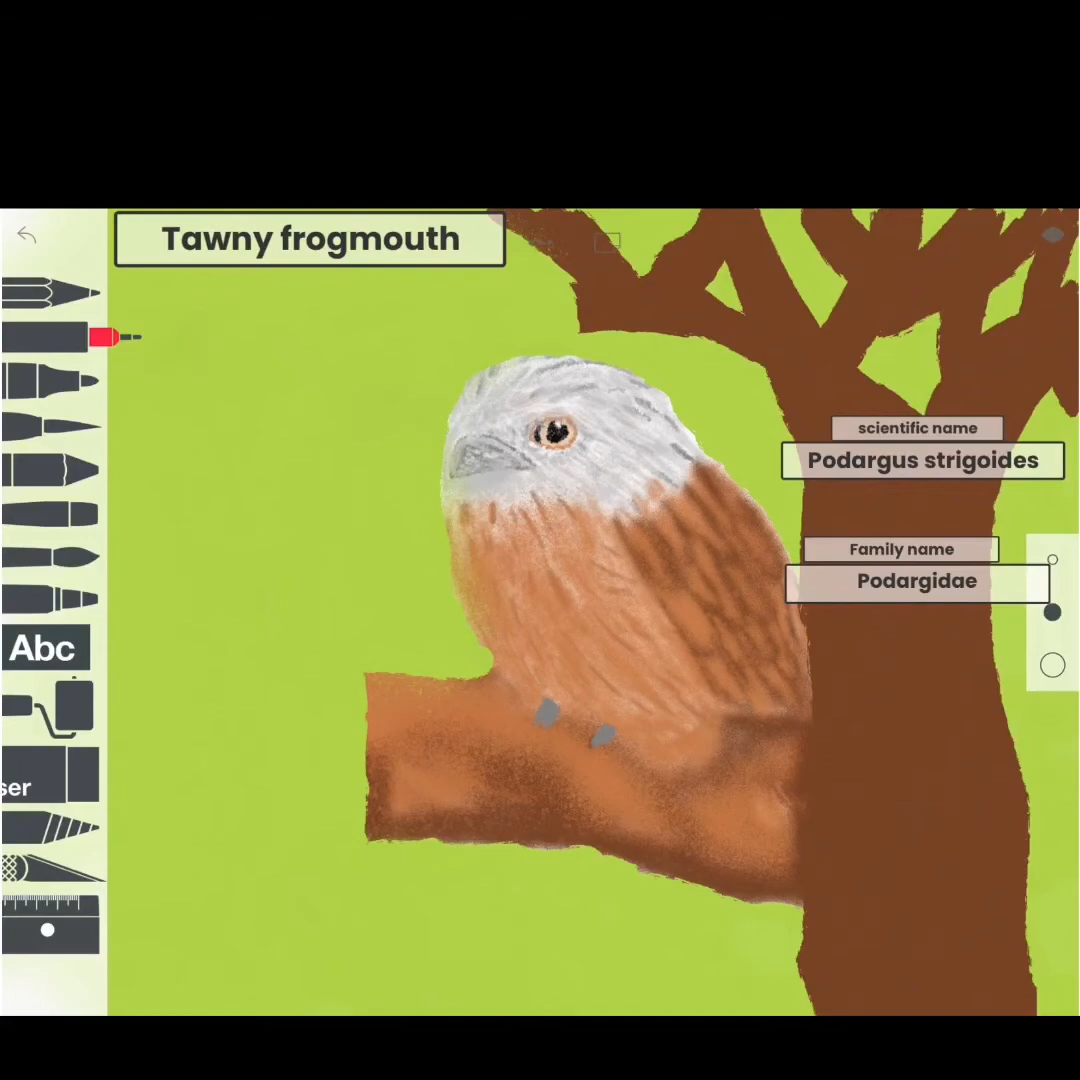 Tawny frogmouth
scientific name
Podargus strigoides
Family name
Podargidae
Abc
ser